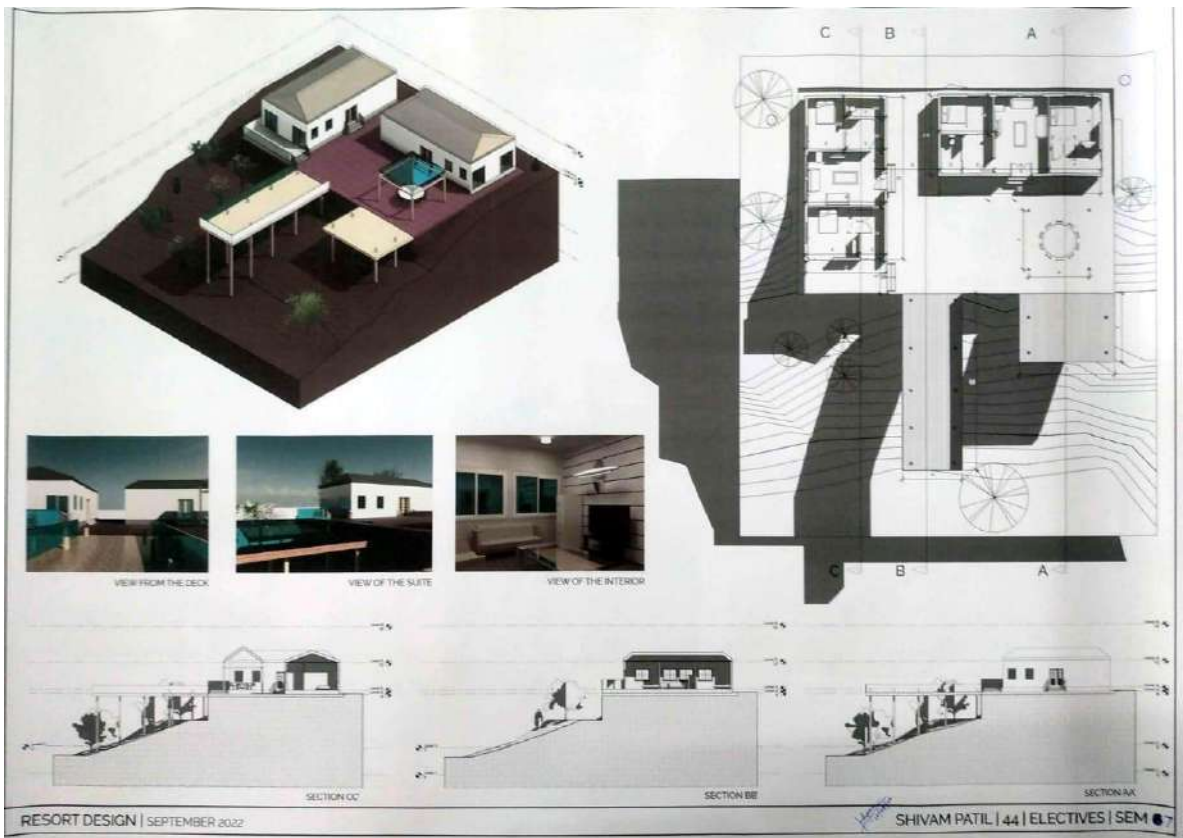 C B A
C B A
VIEW FROM THE DECK
VIEW OF THE SUITE
VIEW OF THE INTERIOR
SECTION CC'
SECTION BB'
SECTION AA'
RESORT DESIGN | SEPTEMBER 2022
SHIVAM PATIL | 44 | ELECTIVES | SEM 7